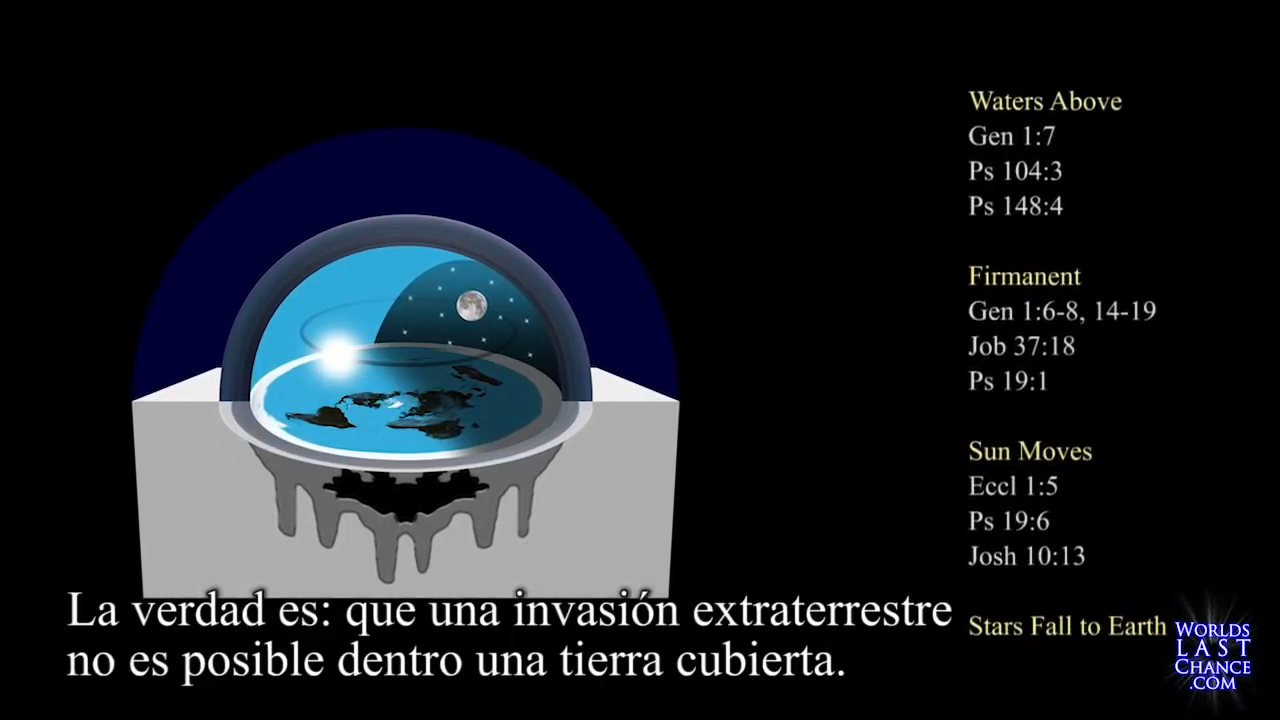 Waters Above
Gen 1:7
Ps 104:3
Ps 148:4
Firmanent
Gen 1:6-8, 14-19
Job 37:18
Ps 19:1
Sun Moves
Eccl 1:5
Ps 19:6
Josh 10:13
Stars Fall to Earth
La verdad es: que una invasión extraterrestre
no es posible dentro una tierra cubierta.
WORLDS
LAST
CHANCE
.COM